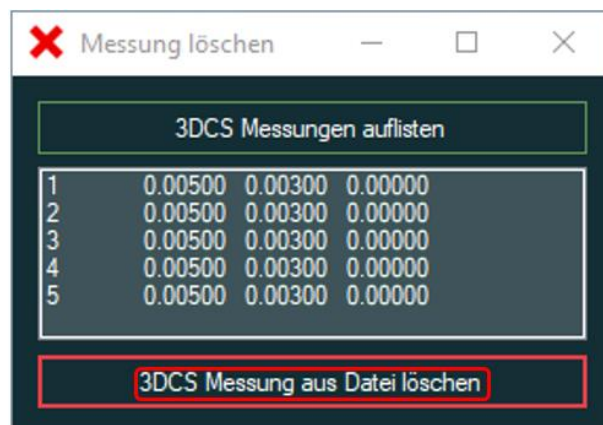 Messung löschen
3DCS Messungen auflisten
1 0.00500 0.00300 0.00000
2 0.00500 0.00300 0.00000
3 0.00500 0.00300 0.00000
4 0.00500 0.00300 0.00000
5 0.00500 0.00300 0.00000
3DCS Messung aus Datei löschen